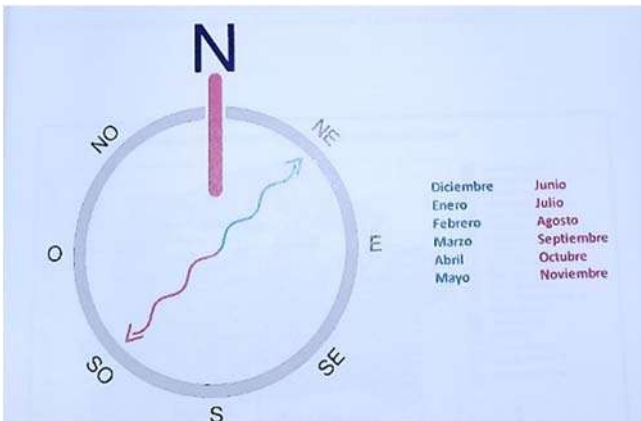 N
NO
NE
O
E
SO
SE
S
Diciembre Junio
Enero Julio
Febrero Agosto
Marzo Septiembre
Abril Octubre
Mayo Noviembre